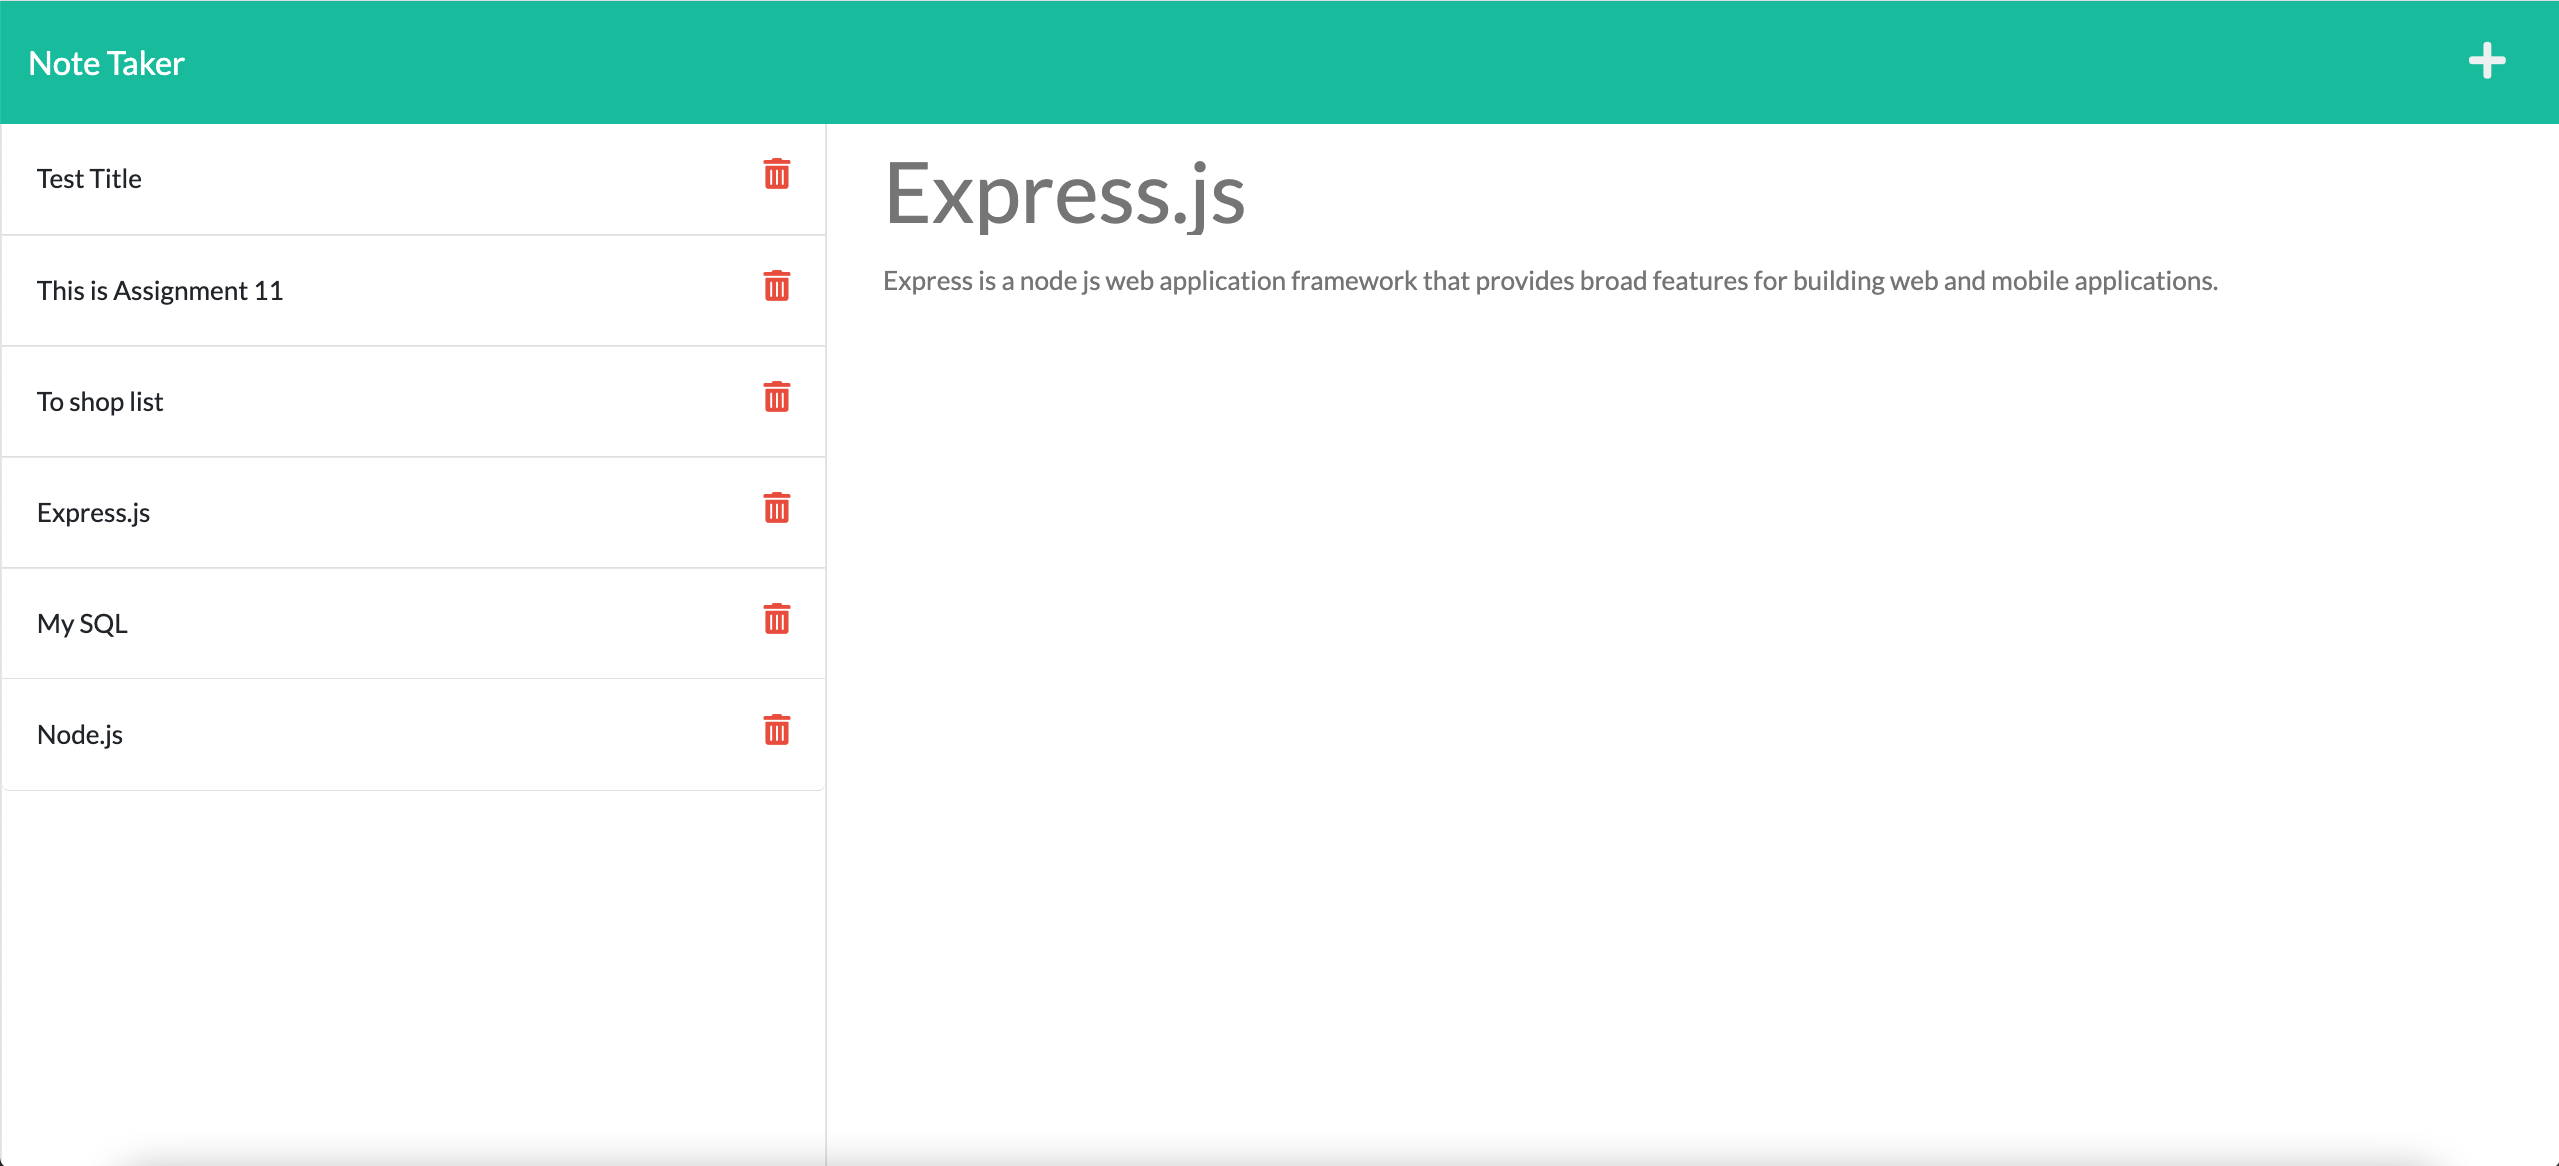 Note Taker
Test Title
This is Assignment 11
To shop list
Express.js
My SQL
Node.js
Express.js
Express is a node js web application framework that provides broad features for building web and mobile applications.